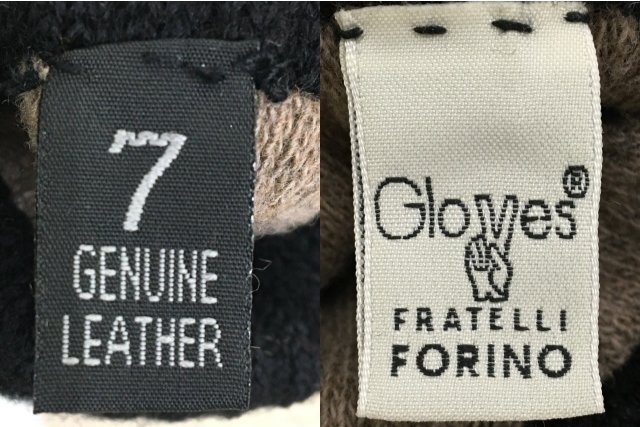 7
GENUINE
LEATHER
Gloves®
FRATELLI
FORINO